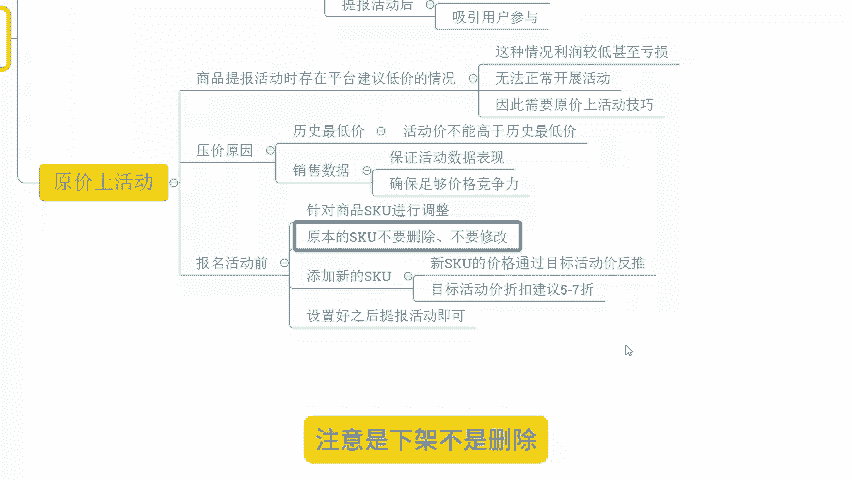 提报活动后
吸引用户参与
这种情况利润较低甚至亏损
商品提报活动时存在平台建议低价的情况
无法正常开展活动
因此需要原价上活动技巧
历史最低价
活动价不能高于历史最低价
压价原因
保证活动数据表现
销售数据
确保足够价格竞争力
原价上活动
针对商品SKU进行调整
原本的SKU不要删除、不要修改
报名活动前
新SKU的价格通过目标活动价反推
添加新的SKU
目标活动价折扣建议5-7折
设置好之后提报活动即可
注意是下架不是删除